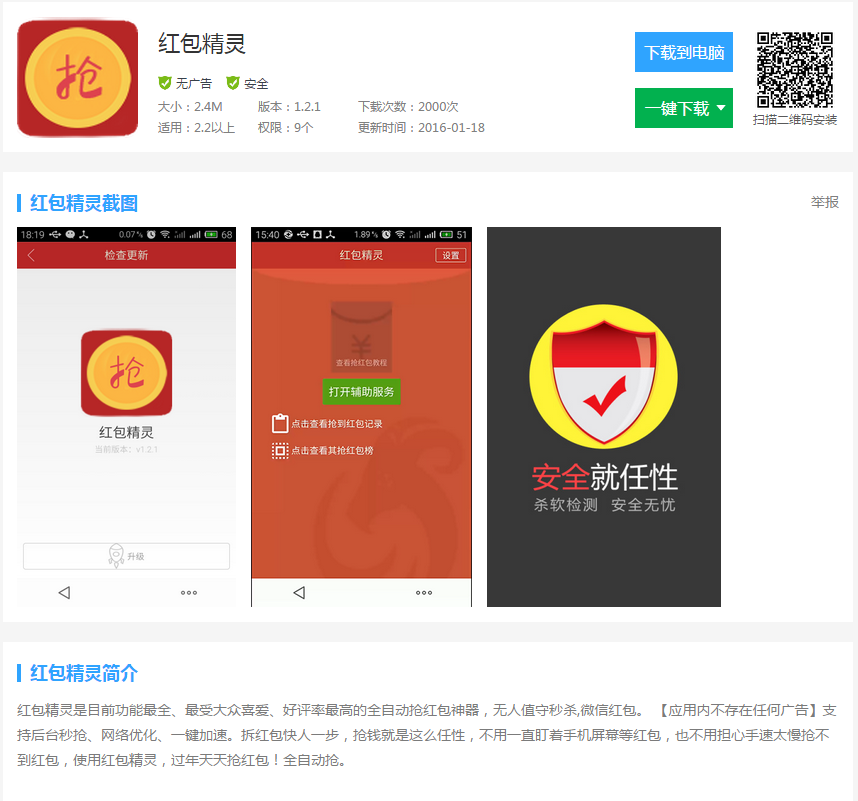 抢
红包精灵
无广告 安全
大小：2.4M 版本：1.2.1 下载次数：2000次
适用：2.2以上 权限：9个 更新时间：2016-01-18
下载到电脑
一键下载
扫描二维码安装
红包精灵截图
举报
18:19 0.07% 68
检查更新
抢
红包精灵
当前版本：v1.2.1
升级
15:40 1.89% 51
红包精灵 设置
查看抢红包教程
打开辅助服务
点击查看抢到红包记录
点击查看其抢红包榜
安全就任性
杀软检测 安全无忧
红包精灵简介
红包精灵是目前功能最全、最受大众喜爱、好评率最高的全自动抢红包神器，无人值守秒杀,微信红包。【应用内不存在任何广告】支
持后台秒抢、网络优化、一键加速。拆红包快人一步，抢钱就是这么任性，不用一直盯着手机屏幕等红包，也不用担心手速太慢抢不
到红包，使用红包精灵，过年天天抢红包！全自动抢。